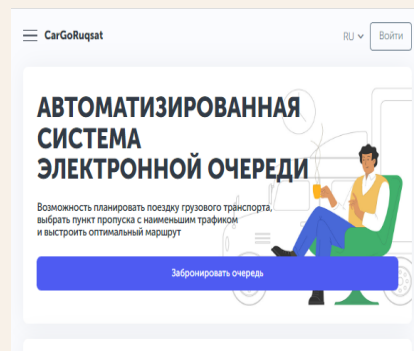 CarGoRuqsat
RU
Войти
АВТОМАТИЗИРОВАННАЯ
СИСТЕМА
ЭЛЕКТРОННОЙ ОЧЕРЕДИ
Возможность планировать поездку грузового транспорта,
выбрать пункт пропуска с наименьшим трафиком
и выстроить оптимальный маршрут
Забронировать очередь